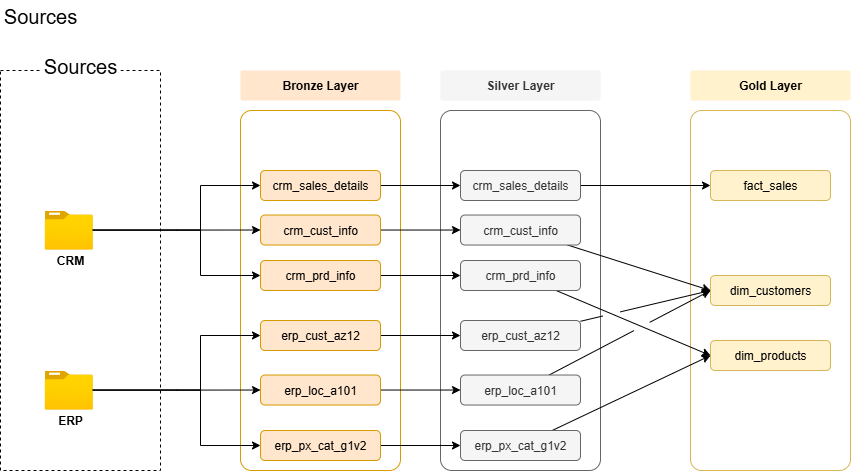 Sources
Sources
Bronze Layer
Silver Layer
Gold Layer
crm_sales_details
crm_sales_details
fact_sales
CRM
crm_cust_info
crm_cust_info
crm_prd_info
crm_prd_info
dim_customers
erp_cust_az12
erp_cust_az12
dim_products
ERP
erp_loc_a101
erp_loc_a101
erp_px_cat_g1v2
erp_px_cat_g1v2